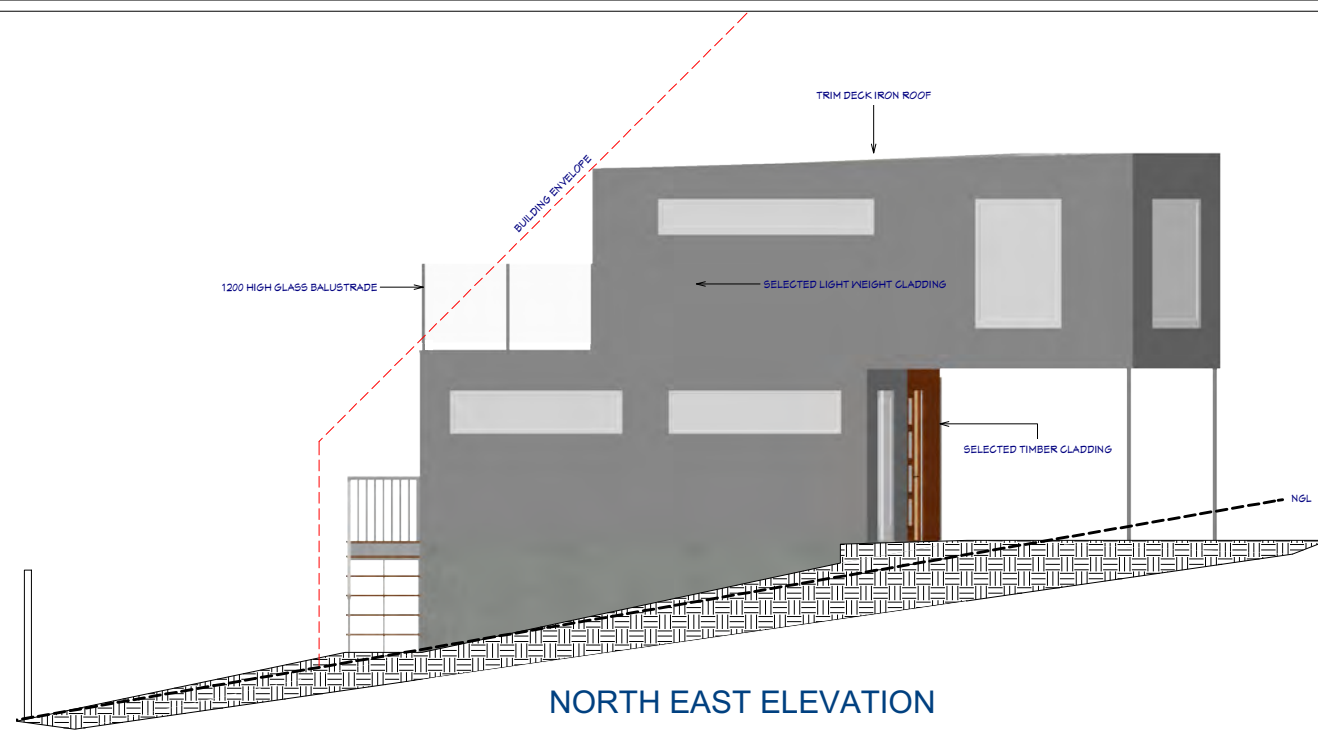 TRIM DECK IRON ROOF
BUILDING ENVELOPE
1200 HIGH GLASS BALUSTRADE
SELECTED LIGHT WEIGHT CLADDING
SELECTED TIMBER CLADDING
NGL
NORTH EAST ELEVATION